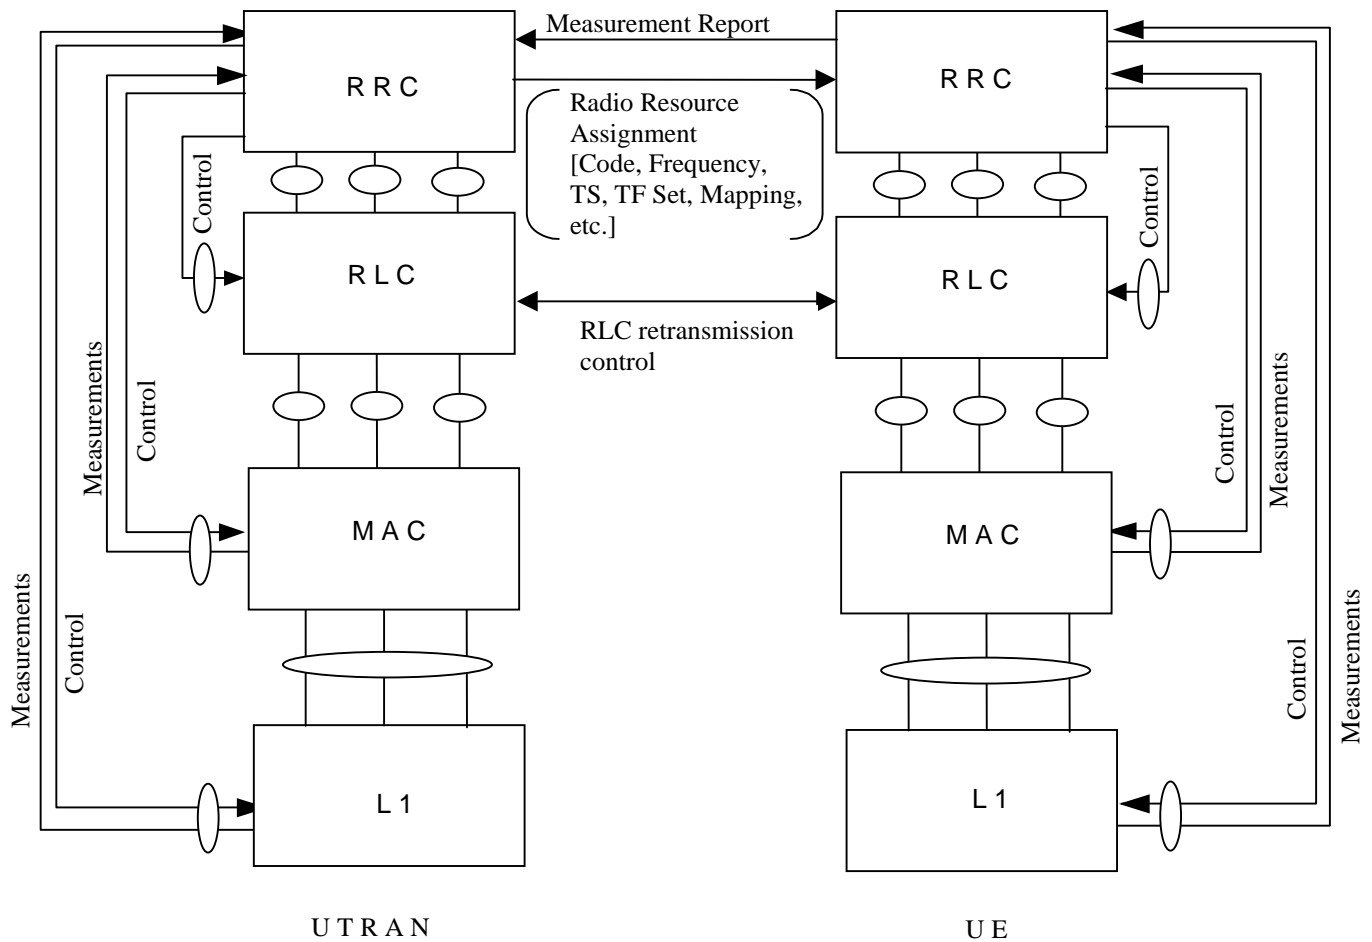 Measurement Report
R R C
R R C
Radio Resource
Assignment
[Code, Frequency,
TS, TF Set, Mapping,
etc.]
Control
Control
R L C
R L C
RLC retransmission
control
Measurements
Control
Control
Measurements
M A C
M A C
Measurements
Control
Control
Measurements
L 1
L 1
U T R A N
U E